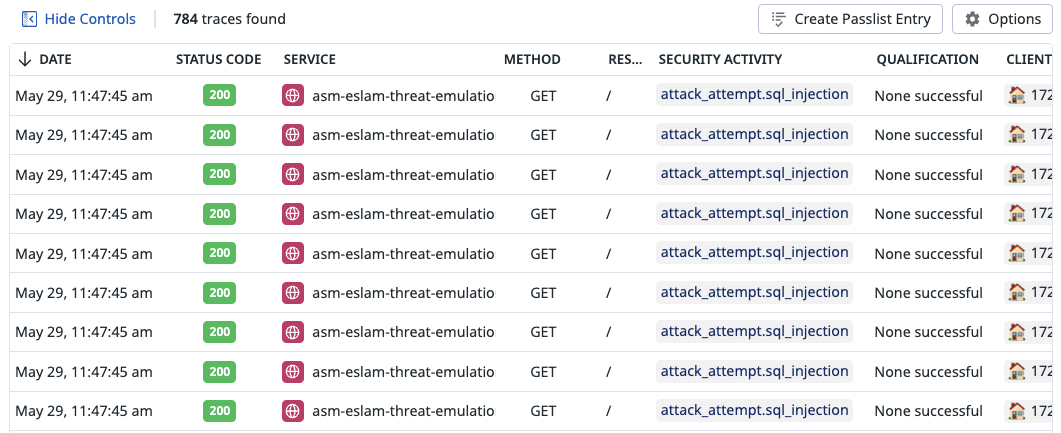 Hide Controls 784 traces found Create Passlist Entry Options
DATE STATUS CODE SERVICE METHOD RES... SECURITY ACTIVITY QUALIFICATION CLIENT
May 29, 11:47:45 am 200 asm-eslam-threat-emulatio GET / attack_attempt.sql_injection None successful 172
May 29, 11:47:45 am 200 asm-eslam-threat-emulatio GET / attack_attempt.sql_injection None successful 172
May 29, 11:47:45 am 200 asm-eslam-threat-emulatio GET / attack_attempt.sql_injection None successful 172
May 29, 11:47:45 am 200 asm-eslam-threat-emulatio GET / attack_attempt.sql_injection None successful 172
May 29, 11:47:45 am 200 asm-eslam-threat-emulatio GET / attack_attempt.sql_injection None successful 172
May 29, 11:47:45 am 200 asm-eslam-threat-emulatio GET / attack_attempt.sql_injection None successful 172
May 29, 11:47:45 am 200 asm-eslam-threat-emulatio GET / attack_attempt.sql_injection None successful 172
May 29, 11:47:45 am 200 asm-eslam-threat-emulatio GET / attack_attempt.sql_injection None successful 172
May 29, 11:47:45 am 200 asm-eslam-threat-emulatio GET / attack_attempt.sql_injection None successful 172